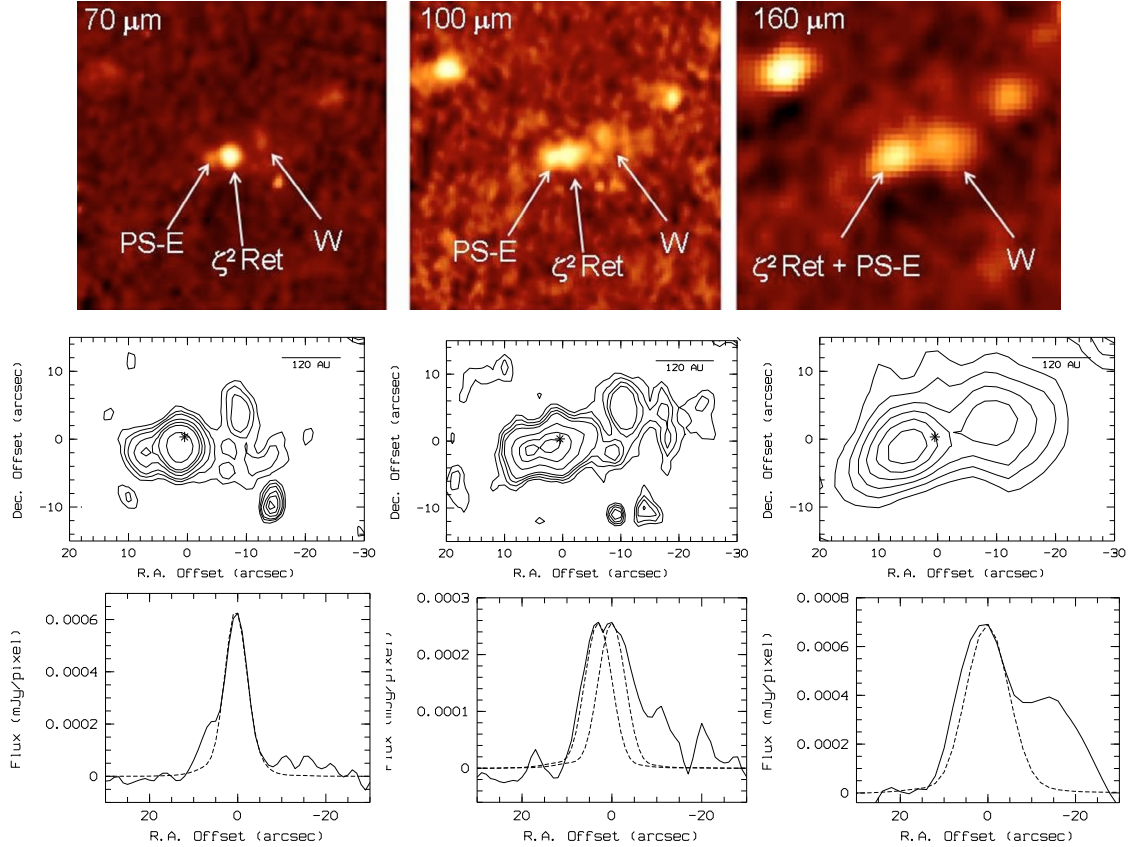 70 μm
100 μm
160 μm
PS-E
ζ² Ret
W
PS-E
ζ² Ret
W
ζ² Ret + PS-E
W
Dec. Offset (arcsec)
10
0
-10
120 AU
20 10 0 -10 -20 -30
R.A. Offset (arcsec)
Dec. Offset (arcsec)
10
0
-10
120 AU
20 10 0 -10 -20 -30
R.A. Offset (arcsec)
Dec. Offset (arcsec)
10
0
-10
120 AU
20 10 0 -10 -20 -30
R.A. Offset (arcsec)
Flux (mJy/pixel)
0.0006
0.0004
0.0002
0
20 0 -20
R.A. Offset (arcsec)
Flux (mJy/pixel)
0.0003
0.0002
0.0001
0
20 0 -20
R.A. Offset (arcsec)
Flux (mJy/pixel)
0.0008
0.0006
0.0004
0.0002
0
20 0 -20
R.A. Offset (arcsec)